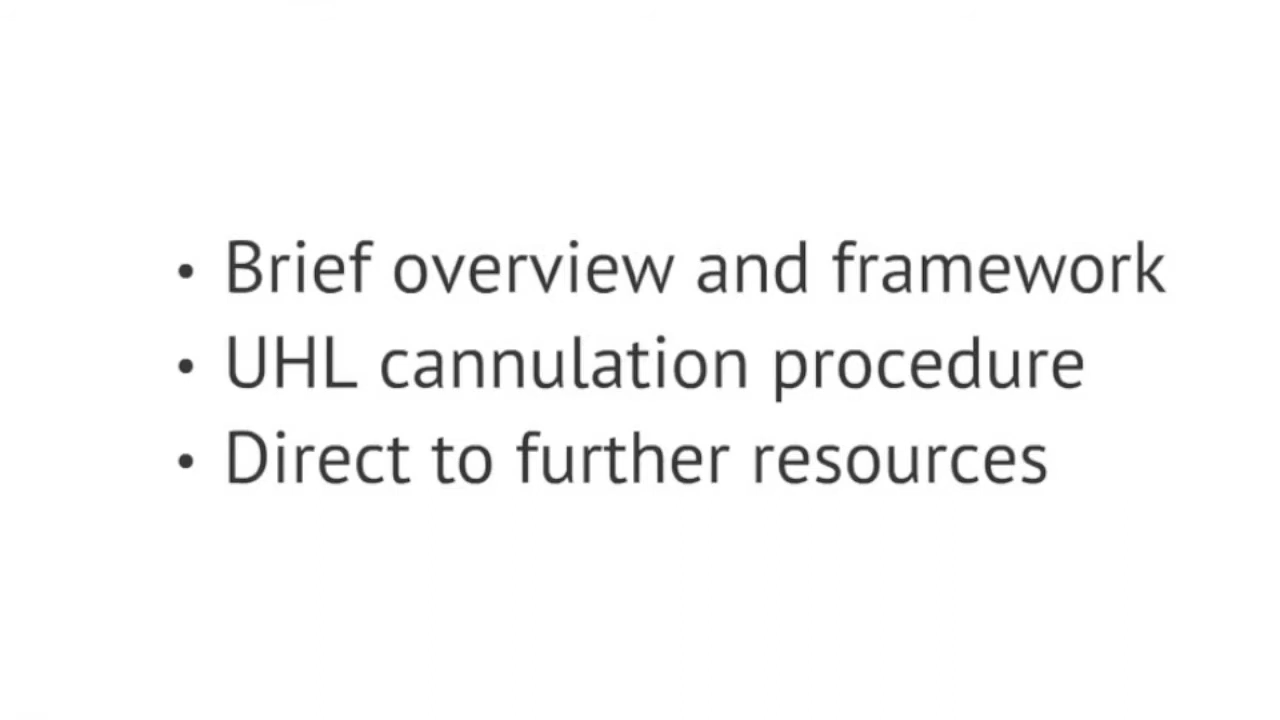 • Brief overview and framework
• UHL cannulation procedure
• Direct to further resources